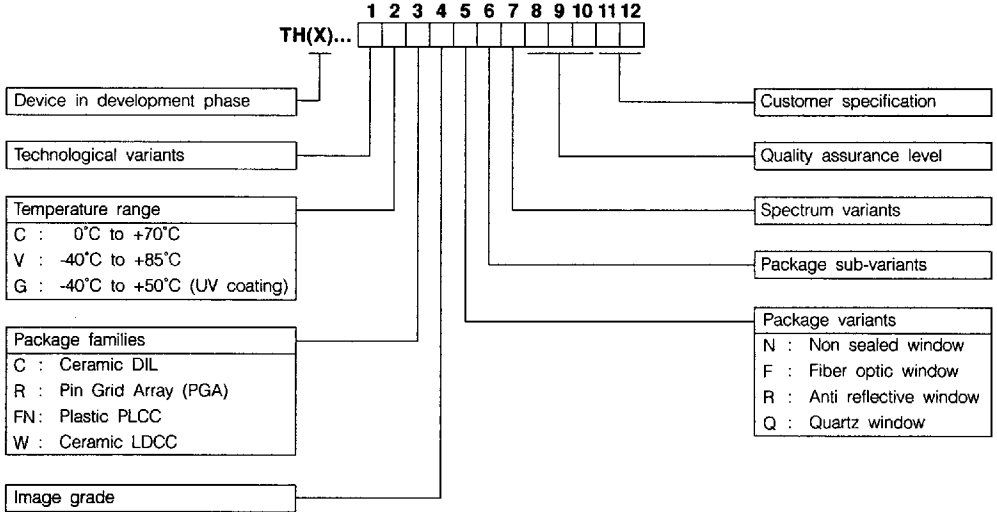 1 2 3 4 5 6 7 8 9 10 11 12
TH(X)...
Device in development phase
Technological variants
Temperature range
C : 0°C to +70°C
V : -40°C to +85°C
G : -40°C to +50°C (UV coating)
Package families
C : Ceramic DIL
R : Pin Grid Array (PGA)
FN : Plastic PLCC
W : Ceramic LDCC
Image grade
Customer specification
Quality assurance level
Spectrum variants
Package sub-variants
Package variants
N : Non sealed window
F : Fiber optic window
R : Anti reflective window
Q : Quartz window